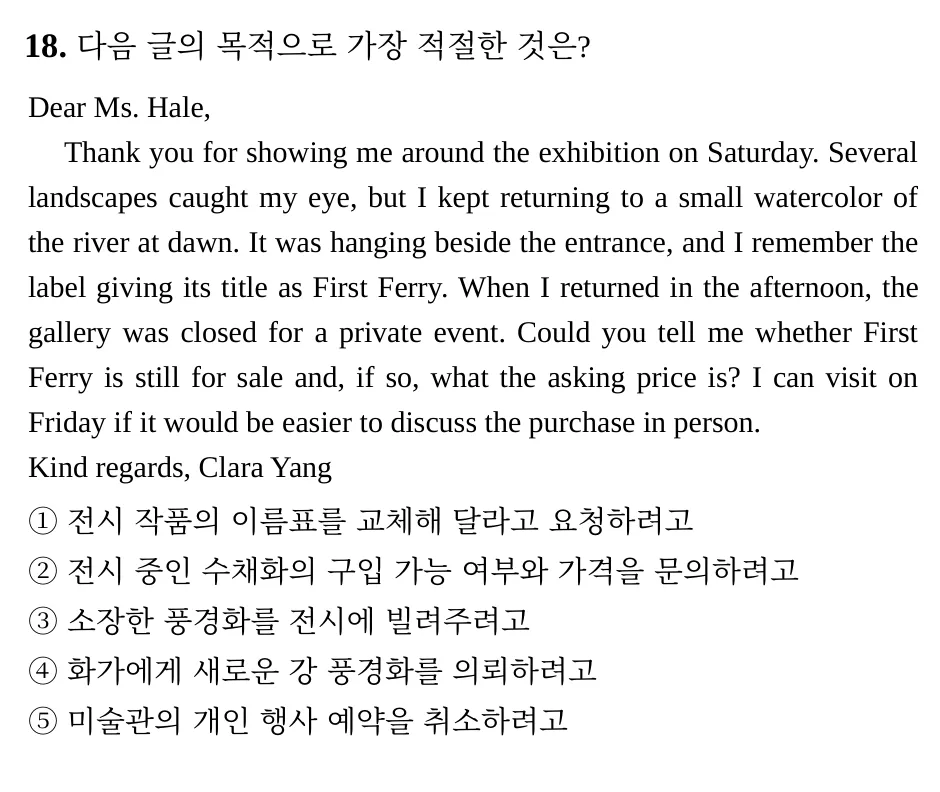 18. 다음 글의 목적으로 가장 적절한 것은?
Dear Ms. Hale,
Thank you for showing me around the exhibition on Saturday. Several
landscapes caught my eye, but I kept returning to a small watercolor of
the river at dawn. It was hanging beside the entrance, and I remember the
label giving its title as First Ferry. When I returned in the afternoon, the
gallery was closed for a private event. Could you tell me whether First
Ferry is still for sale and, if so, what the asking price is? I can visit on
Friday if it would be easier to discuss the purchase in person.
Kind regards, Clara Yang
① 전시 작품의 이름표를 교체해 달라고 요청하려고
② 전시 중인 수채화의 구입 가능 여부와 가격을 문의하려고
③ 소장한 풍경화를 전시에 빌려주려고
④ 화가에게 새로운 강 풍경화를 의뢰하려고
⑤ 미술관의 개인 행사 예약을 취소하려고